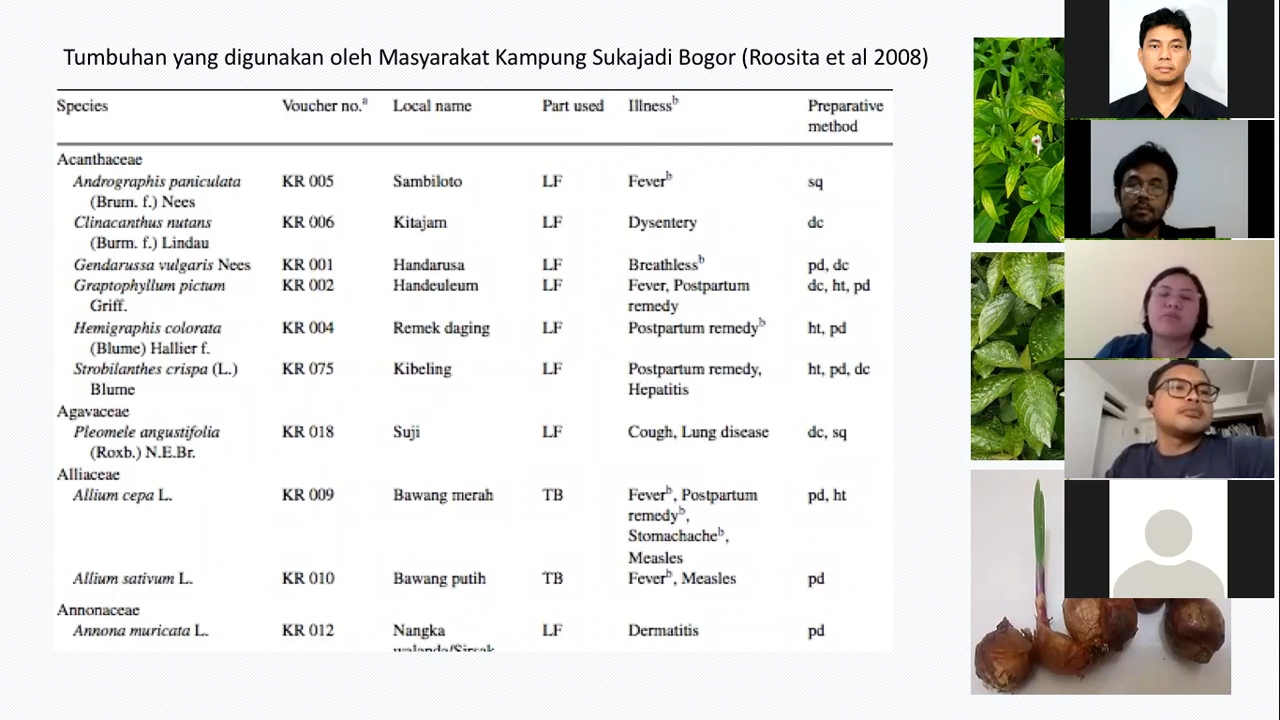 Tumbuhan yang digunakan oleh Masyarakat Kampung Sukajadi Bogor (Roosita et al 2008)
Species Voucher no.a Local name Part used Illnessb Preparative
method
Acanthaceae
Andrographis paniculata KR 005 Sambiloto LF Feverb sq
(Brum. f.) Nees
Clinacanthus nutans KR 006 Kitajam LF Dysentery dc
(Burm. f.) Lindau
Gendarussa vulgaris Nees KR 001 Handarusa LF Breathlessb pd, dc
Graptophyllum pictum KR 002 Handeuleum LF Fever, Postpartum dc, ht, pd
Griff. remedy
Hemigraphis colorata KR 004 Remek daging LF Postpartum remedyb ht, pd
(Blume) Hallier f.
Strobilanthes crispa (L.) KR 075 Kibeling LF Postpartum remedy, ht, pd, dc
Blume Hepatitis
Agavaceae
Pleomele angustifolia KR 018 Suji LF Cough, Lung disease dc, sq
(Roxb.) N.E.Br.
Alliaceae
Allium cepa L. KR 009 Bawang merah TB Feverb, Postpartum pd, ht
remedyb,
Stomachacheb,
Measles
Allium sativum L. KR 010 Bawang putih TB Feverb, Measles pd
Annonaceae
Annona muricata L. KR 012 Nangka LF Dermatitis pd